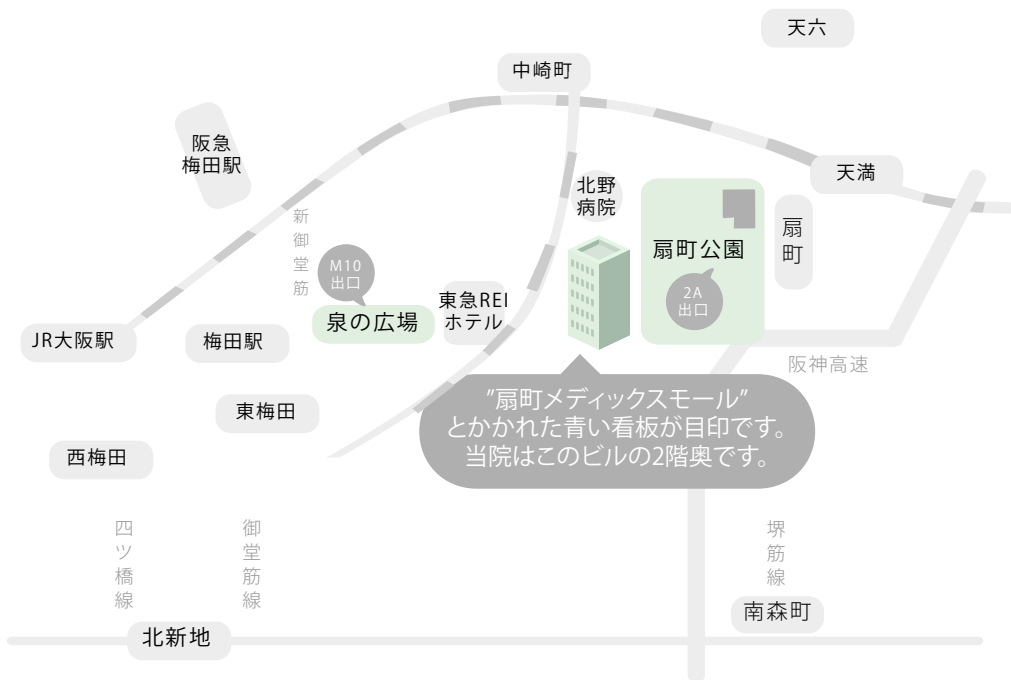 天六
中崎町
阪急
梅田駅
天満
北野
病院
新御堂筋
扇町公園
扇町
M10
出口
2A
出口
東急REI
ホテル
泉の広場
JR大阪駅
梅田駅
阪神高速
東梅田
"扇町メディックスモール"
とかかれた青い看板が目印です。
当院はこのビルの2階奥です。
西梅田
四ツ橋線
御堂筋線
堺筋線
南森町
北新地